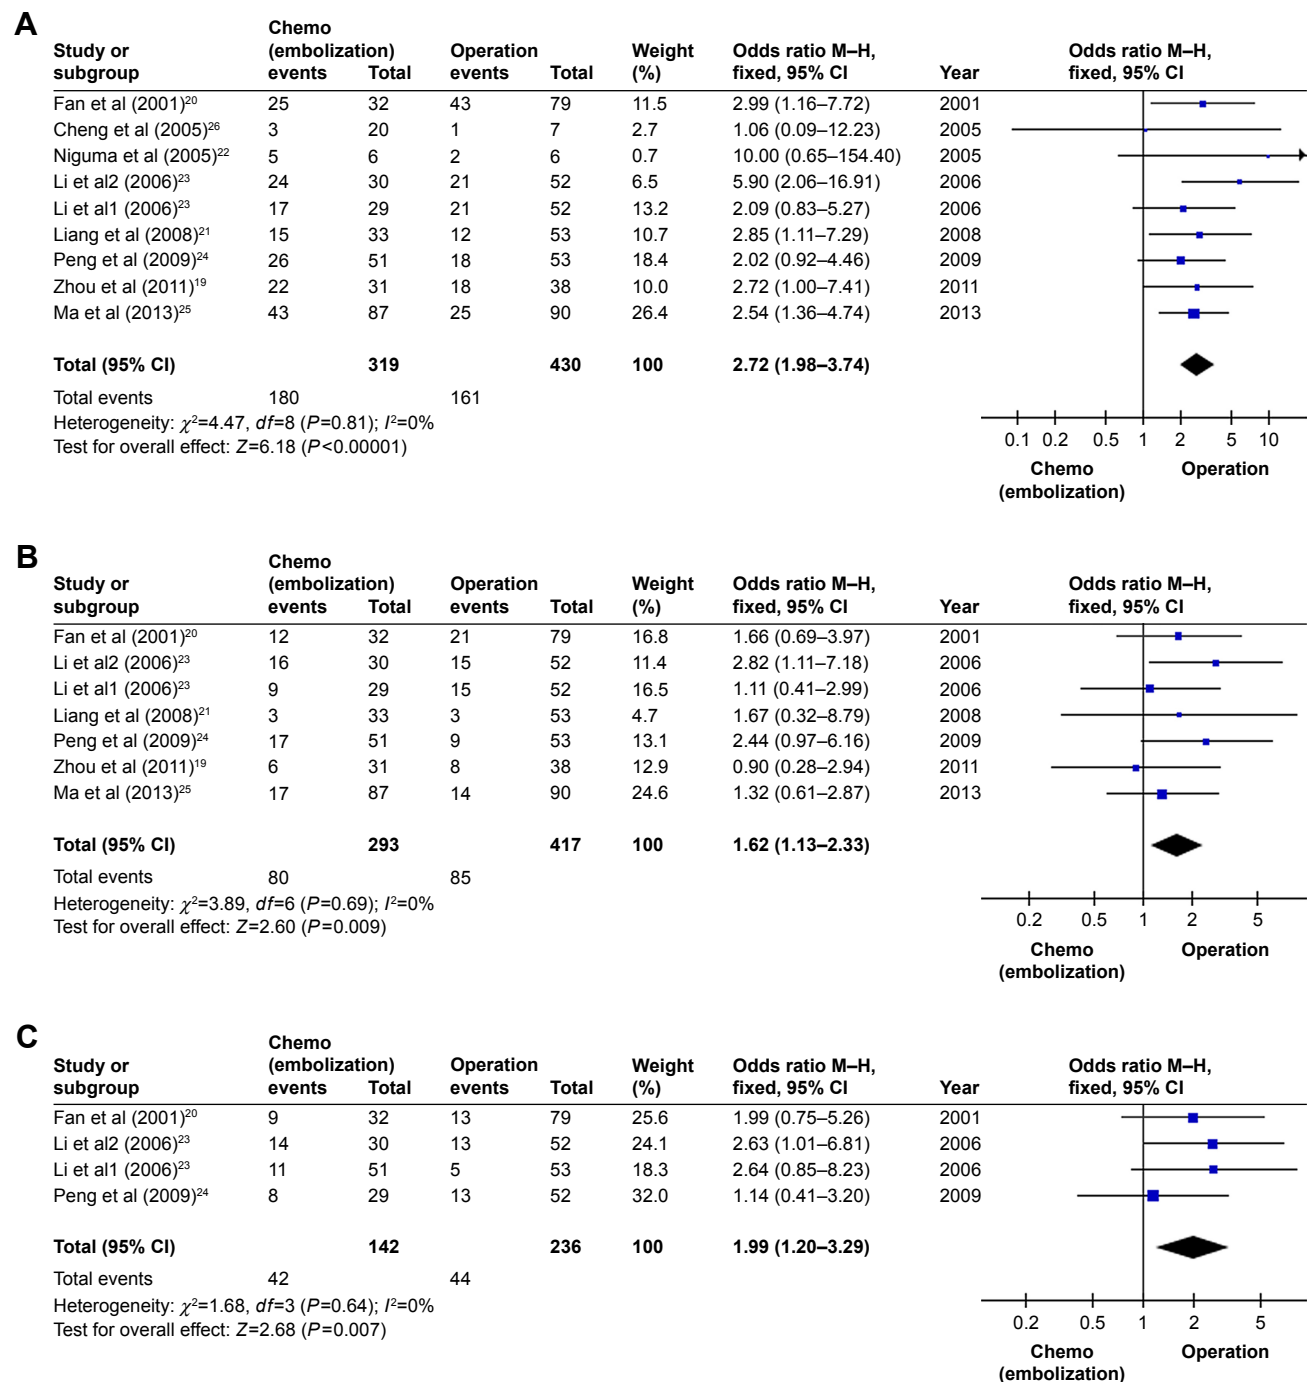 A
Chemo
Study or (embolization) Operation Weight Odds ratio M–H, Odds ratio M–H,
subgroup events Total events Total (%) fixed, 95% CI Year fixed, 95% CI
Fan et al (2001)20 25 32 43 79 11.5 2.99 (1.16–7.72) 2001
Cheng et al (2005)26 3 20 1 7 2.7 1.06 (0.09–12.23) 2005
Niguma et al (2005)22 5 6 2 6 0.7 10.00 (0.65–154.40) 2005
Li et al2 (2006)23 24 30 21 52 6.5 5.90 (2.06–16.91) 2006
Li et al1 (2006)23 17 29 21 52 13.2 2.09 (0.83–5.27) 2006
Liang et al (2008)21 15 33 12 53 10.7 2.85 (1.11–7.29) 2008
Peng et al (2009)24 26 51 18 53 18.4 2.02 (0.92–4.46) 2009
Zhou et al (2011)19 22 31 18 38 10.0 2.72 (1.00–7.41) 2011
Ma et al (2013)25 43 87 25 90 26.4 2.54 (1.36–4.74) 2013
Total (95% CI) 319 430 100 2.72 (1.98–3.74)
Total events 180 161
Heterogeneity: χ²=4.47, df=8 (P=0.81); I²=0%
Test for overall effect: Z=6.18 (P<0.00001)
0.1 0.2 0.5 1 2 5 10
Chemo Operation
(embolization)
B
Chemo
Study or (embolization) Operation Weight Odds ratio M–H, Odds ratio M–H,
subgroup events Total events Total (%) fixed, 95% CI Year fixed, 95% CI
Fan et al (2001)20 12 32 21 79 16.8 1.66 (0.69–3.97) 2001
Li et al2 (2006)23 16 30 15 52 11.4 2.82 (1.11–7.18) 2006
Li et al1 (2006)23 9 29 15 52 16.5 1.11 (0.41–2.99) 2006
Liang et al (2008)21 3 33 3 53 4.7 1.67 (0.32–8.79) 2008
Peng et al (2009)24 17 51 9 53 13.1 2.44 (0.97–6.16) 2009
Zhou et al (2011)19 6 31 8 38 12.9 0.90 (0.28–2.94) 2011
Ma et al (2013)25 17 87 14 90 24.6 1.32 (0.61–2.87) 2013
Total (95% CI) 293 417 100 1.62 (1.13–2.33)
Total events 80 85
Heterogeneity: χ²=3.89, df=6 (P=0.69); I²=0%
Test for overall effect: Z=2.60 (P=0.009)
0.2 0.5 1 2 5
Chemo Operation
(embolization)
C
Chemo
Study or (embolization) Operation Weight Odds ratio M–H, Odds ratio M–H,
subgroup events Total events Total (%) fixed, 95% CI Year fixed, 95% CI
Fan et al (2001)20 9 32 13 79 25.6 1.99 (0.75–5.26) 2001
Li et al2 (2006)23 14 30 13 52 24.1 2.63 (1.01–6.81) 2006
Li et al1 (2006)23 11 51 5 53 18.3 2.64 (0.85–8.23) 2006
Peng et al (2009)24 8 29 13 52 32.0 1.14 (0.41–3.20) 2009
Total (95% CI) 142 236 100 1.99 (1.20–3.29)
Total events 42 44
Heterogeneity: χ²=1.68, df=3 (P=0.64); I²=0%
Test for overall effect: Z=2.68 (P=0.007)
0.2 0.5 1 2 5
Chemo Operation
(embolization)